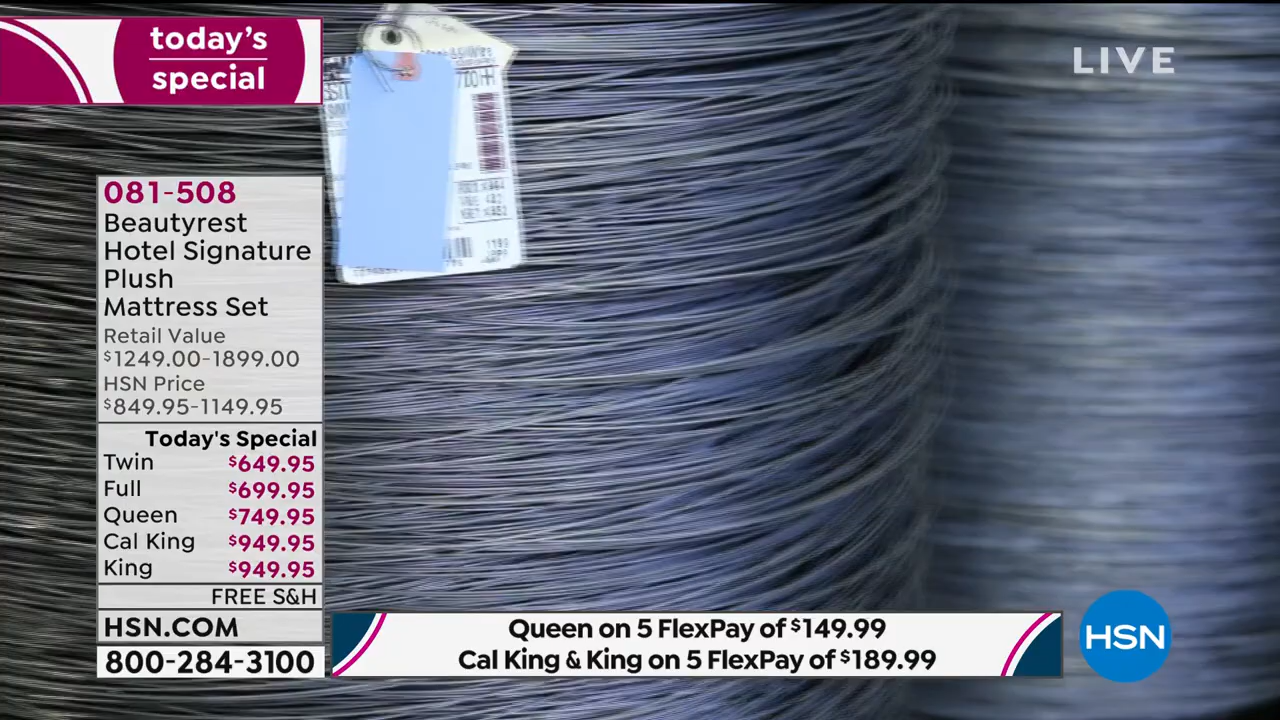 today's
special
LIVE
081-508
Beautyrest
Hotel Signature
Plush
Mattress Set
Retail Value
$1249.00-1899.00
HSN Price
$849.95-1149.95
Today's Special
Twin $649.95
Full $699.95
Queen $749.95
Cal King $949.95
King $949.95
FREE S&H
HSN.COM
800-284-3100
Queen on 5 FlexPay of $149.99
Cal King & King on 5 FlexPay of $189.99
HSN